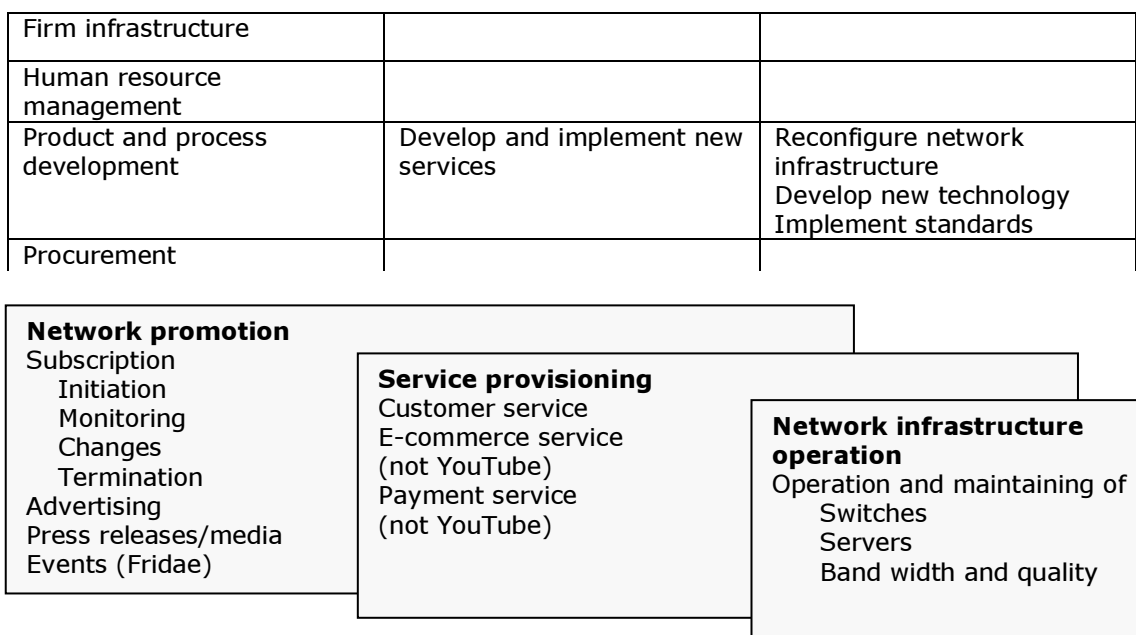 Firm infrastructure
Human resource
management
Product and process
development
Develop and implement new
services
Reconfigure network
infrastructure
Develop new technology
Implement standards
Procurement
Network promotion
Subscription
Initiation
Monitoring
Changes
Termination
Advertising
Press releases/media
Events (Fridae)
Service provisioning
Customer service
E-commerce service
(not YouTube)
Payment service
(not YouTube)
Network infrastructure
operation
Operation and maintaining of
Switches
Servers
Band width and quality